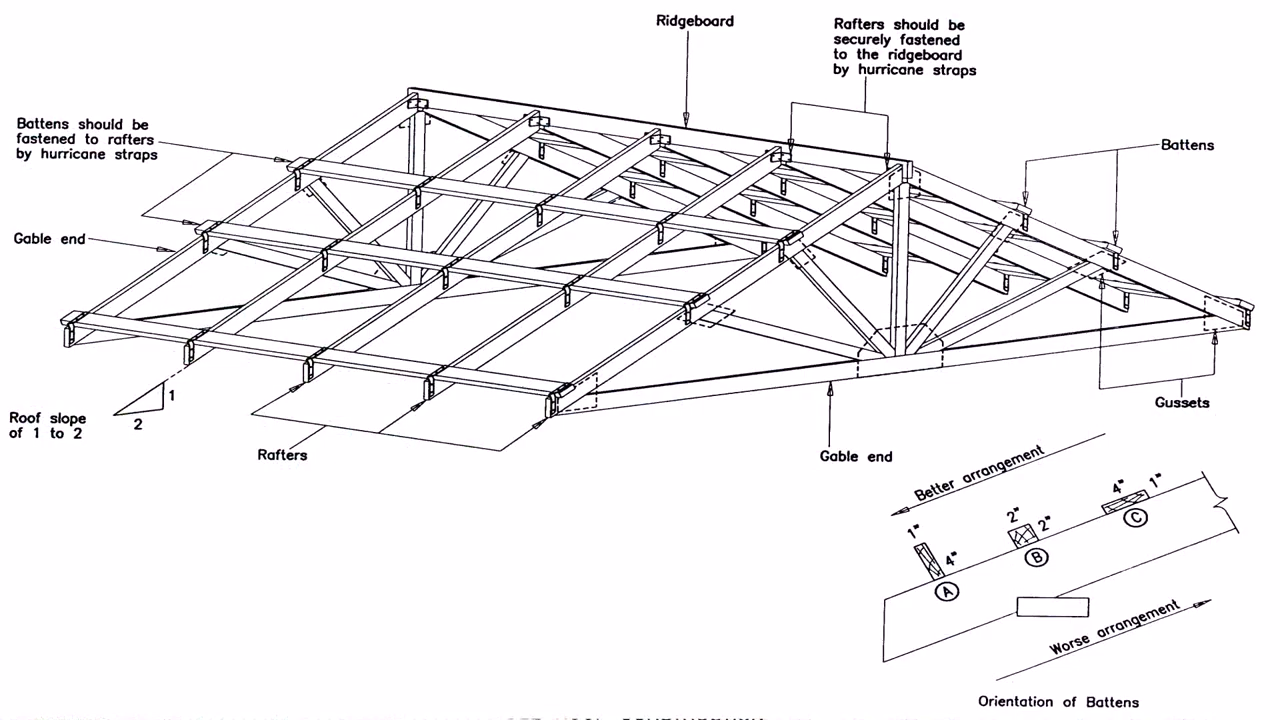 Ridgeboard
Rafters should be
securely fastened
to the ridgeboard
by hurricane straps
Battens should be
fastened to rafters
by hurricane straps
Battens
Gable end
Roof slope
of 1 to 2
1
2
Rafters
Gussets
Gable end
Better arrangement
1"
4"
A
2"
2"
B
4"
1"
C
Worse arrangement
Orientation of Battens